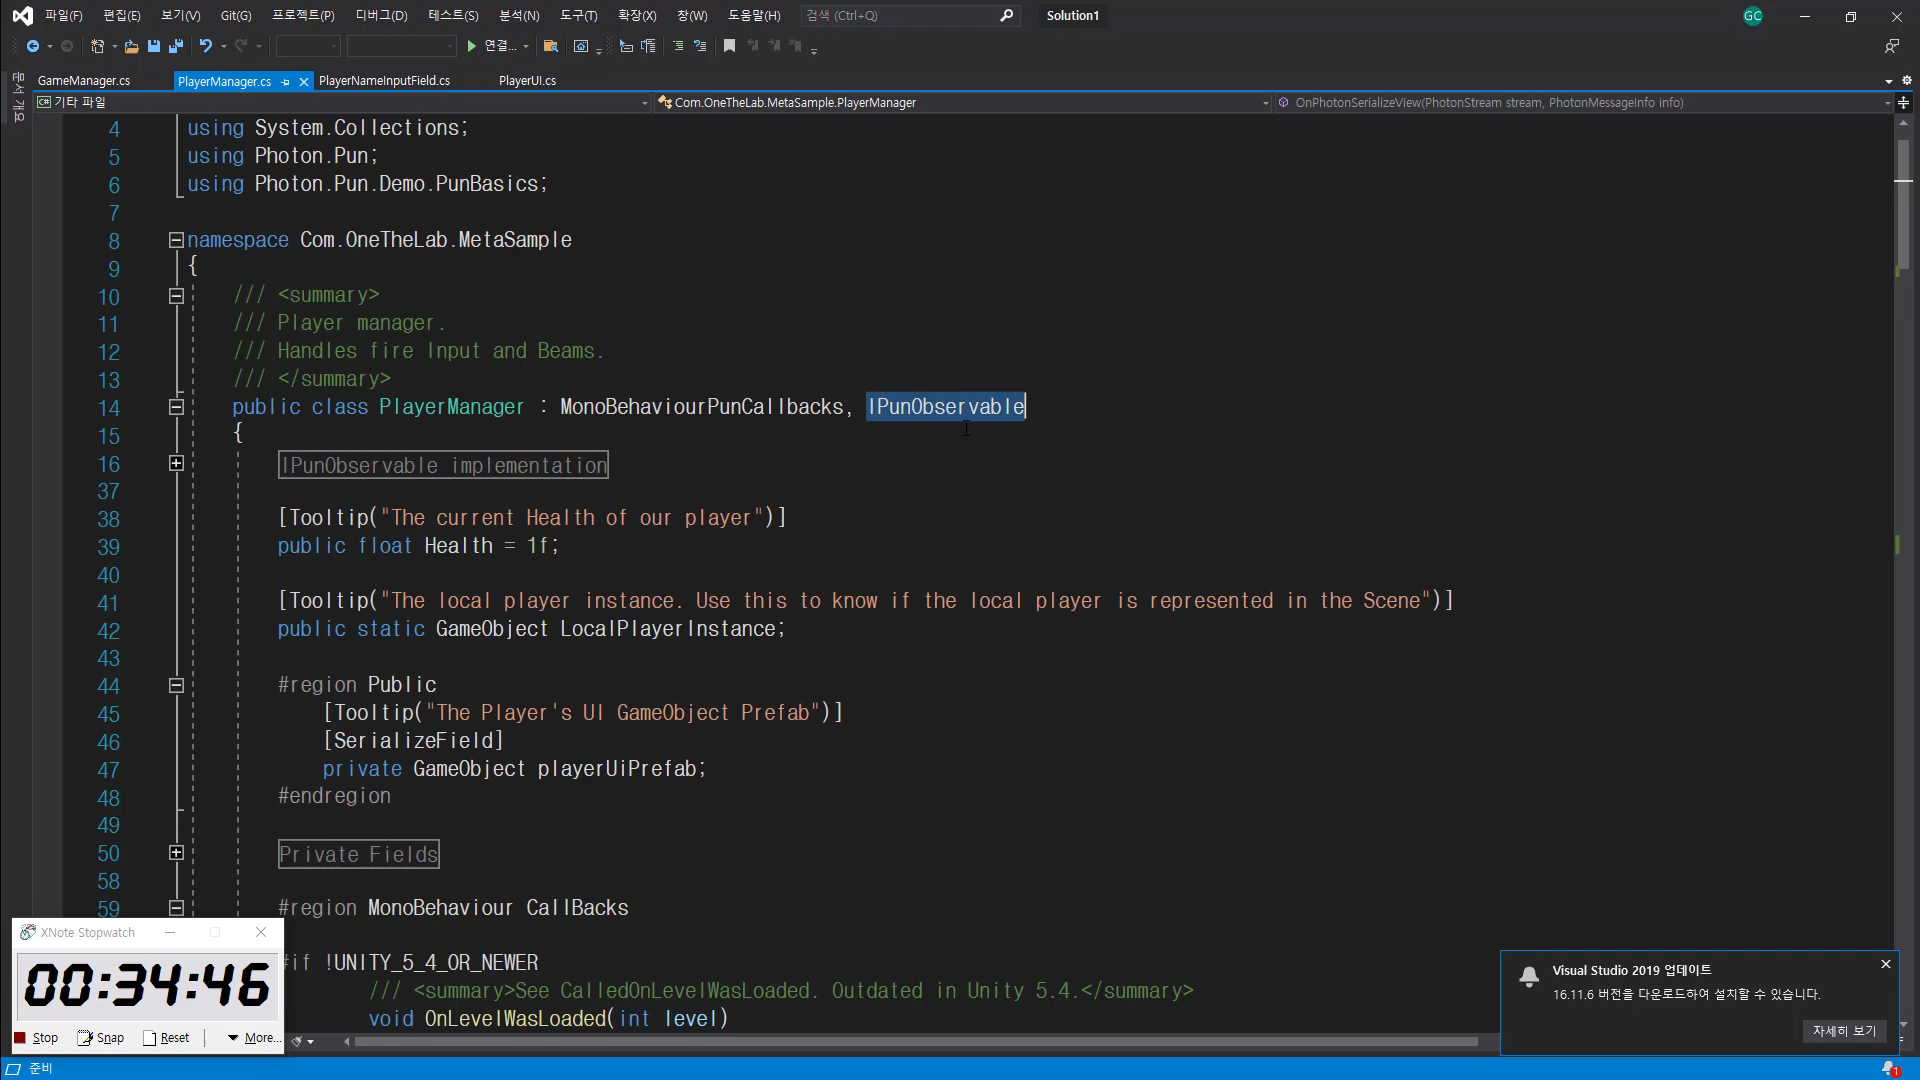 파일(F) 편집(E) 보기(V) Git(G) 프로젝트(P) 디버그(D) 테스트(S) 분석(N) 도구(T) 확장(X) 창(W) 도움말(H) 검색 (Ctrl+Q) Solution1 GC
연결...
문서 개요
GameManager.cs PlayerManager.cs PlayerNameInputField.cs PlayerUI.cs
C# 기타 파일 Com.OneTheLab.MetaSample.PlayerManager OnPhotonSerializeView(PhotonStream stream, PhotonMessageInfo info)
4 using System.Collections;
5 using Photon.Pun;
6 using Photon.Pun.Demo.PunBasics;
7
8 namespace Com.OneTheLab.MetaSample
9 {
10 /// <summary>
11 /// Player manager.
12 /// Handles fire Input and Beams.
13 /// </summary>
14 public class PlayerManager : MonoBehaviourPunCallbacks, IPunObservable
15 {
16 IPunObservable implementation
37
38 [Tooltip("The current Health of our player")]
39 public float Health = 1f;
40
41 [Tooltip("The local player instance. Use this to know if the local player is represented in the Scene")]
42 public static GameObject LocalPlayerInstance;
43
44 #region Public
45 [Tooltip("The Player's UI GameObject Prefab")]
46 [SerializeField]
47 private GameObject playerUiPrefab;
48 #endregion
49
50 Private Fields
58
59 #region MonoBehaviour CallBacks
#if !UNITY_5_4_OR_NEWER
/// <summary>See CalledOnLevelWasLoaded. Outdated in Unity 5.4.</summary>
void OnLevelWasLoaded(int level)
XNote Stopwatch
00:34:46
Stop Snap Reset More...
Visual Studio 2019 업데이트
16.11.6 버전을 다운로드하여 설치할 수 있습니다.
자세히 보기
준비 1